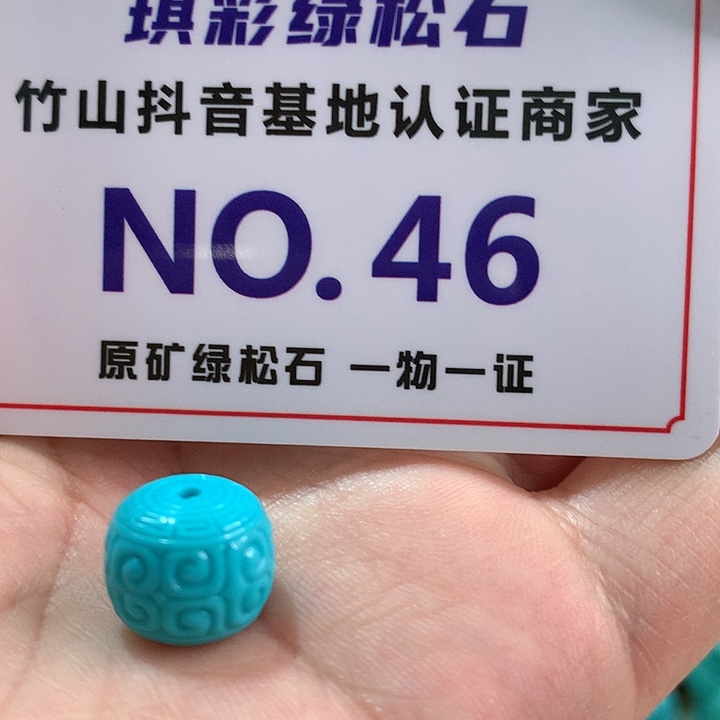 琪彩绿松石
竹山抖音基地认证商家
NO.46
原矿绿松石 一物一证